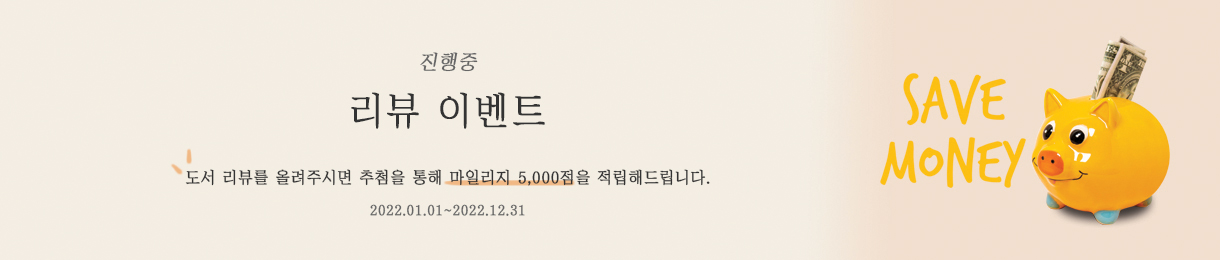 진행중
리뷰 이벤트
도서 리뷰를 올려주시면 추첨을 통해 마일리지 5,000점을 적립해드립니다.
2022.01.01~2022.12.31
SAVE
MONEY